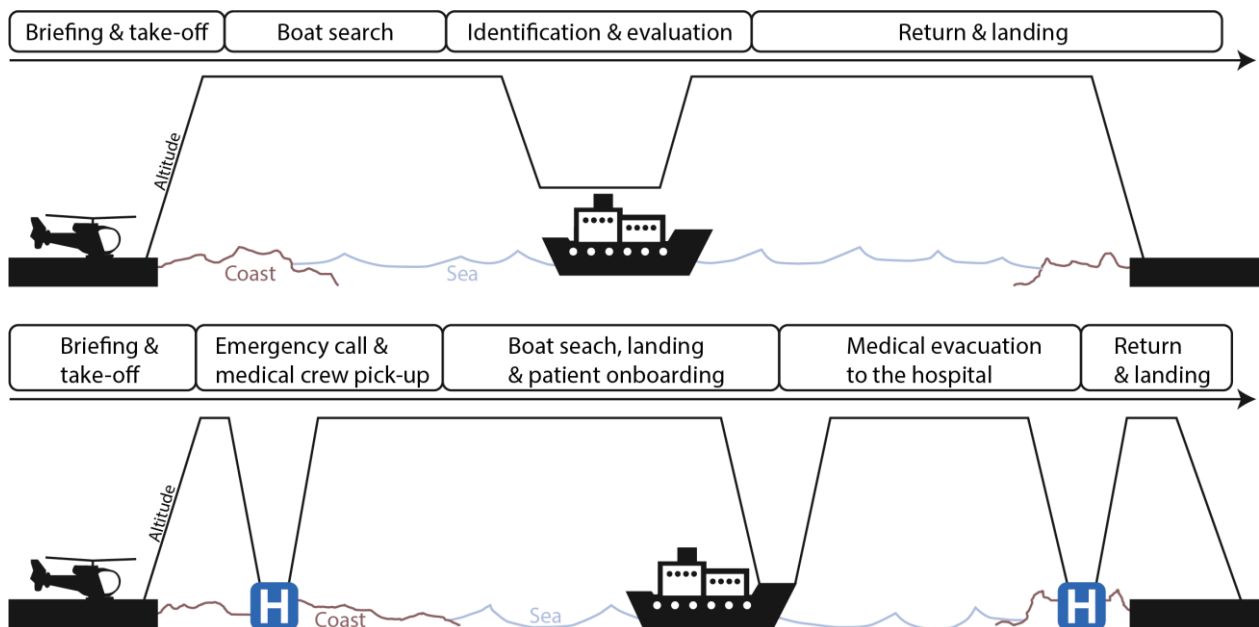 Briefing & take-off
Boat search
Identification & evaluation
Return & landing
Altitude
Coast
Sea
Briefing &
take-off
Emergency call &
medical crew pick-up
Boat seach, landing
& patient onboarding
Medical evacuation
to the hospital
Return
& landing
Altitude
H
Coast
Sea
H